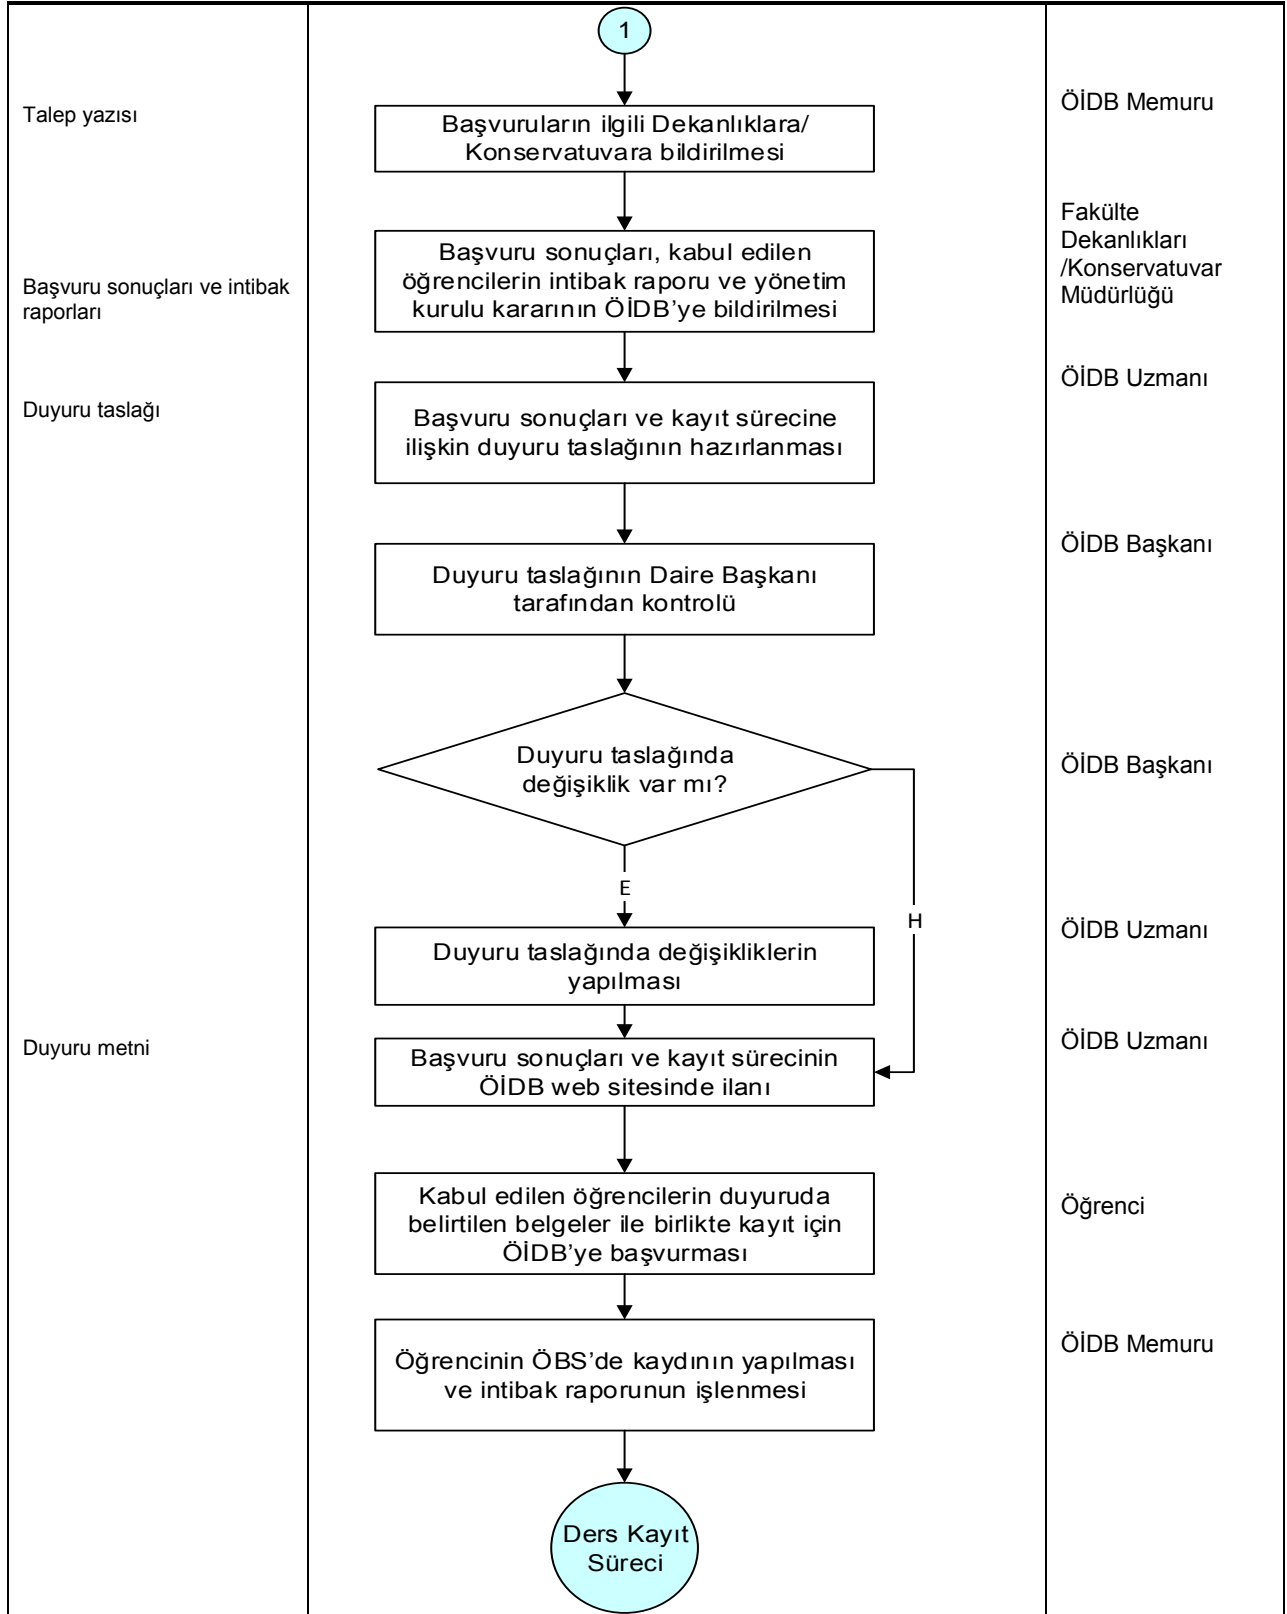 1
Talep yazısı
Başvuruların ilgili Dekanlıklara/
Konservatuvara bildirilmesi
ÖİDB Memuru
Başvuru sonuçları ve intibak
raporları
Başvuru sonuçları, kabul edilen
öğrencilerin intibak raporu ve yönetim
kurulu kararının ÖİDB’ye bildirilmesi
Fakülte
Dekanlıkları
/Konservatuvar
Müdürlüğü
Duyuru taslağı
Başvuru sonuçları ve kayıt sürecine
ilişkin duyuru taslağının hazırlanması
ÖİDB Uzmanı
Duyuru taslağının Daire Başkanı
tarafından kontrolü
ÖİDB Başkanı
Duyuru taslağında
değişiklik var mı?
ÖİDB Başkanı
E
H
Duyuru taslağında değişikliklerin
yapılması
ÖİDB Uzmanı
Duyuru metni
Başvuru sonuçları ve kayıt sürecinin
ÖİDB web sitesinde ilanı
ÖİDB Uzmanı
Kabul edilen öğrencilerin duyuruda
belirtilen belgeler ile birlikte kayıt için
ÖİDB’ye başvurması
Öğrenci
Öğrencinin ÖBS’de kaydının yapılması
ve intibak raporunun işlenmesi
ÖİDB Memuru
Ders Kayıt
Süreci